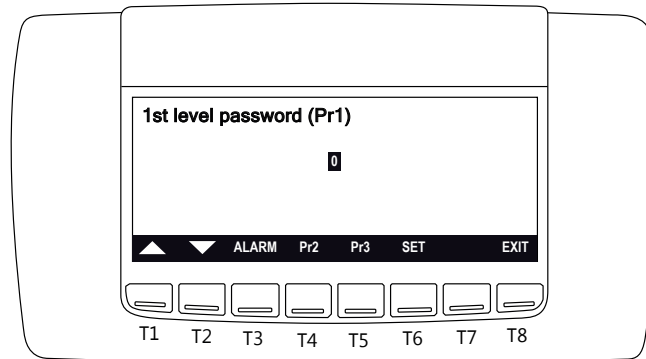 1st level password (Pr1)
0
ALARM Pr2 Pr3 SET EXIT
T1 T2 T3 T4 T5 T6 T7 T8